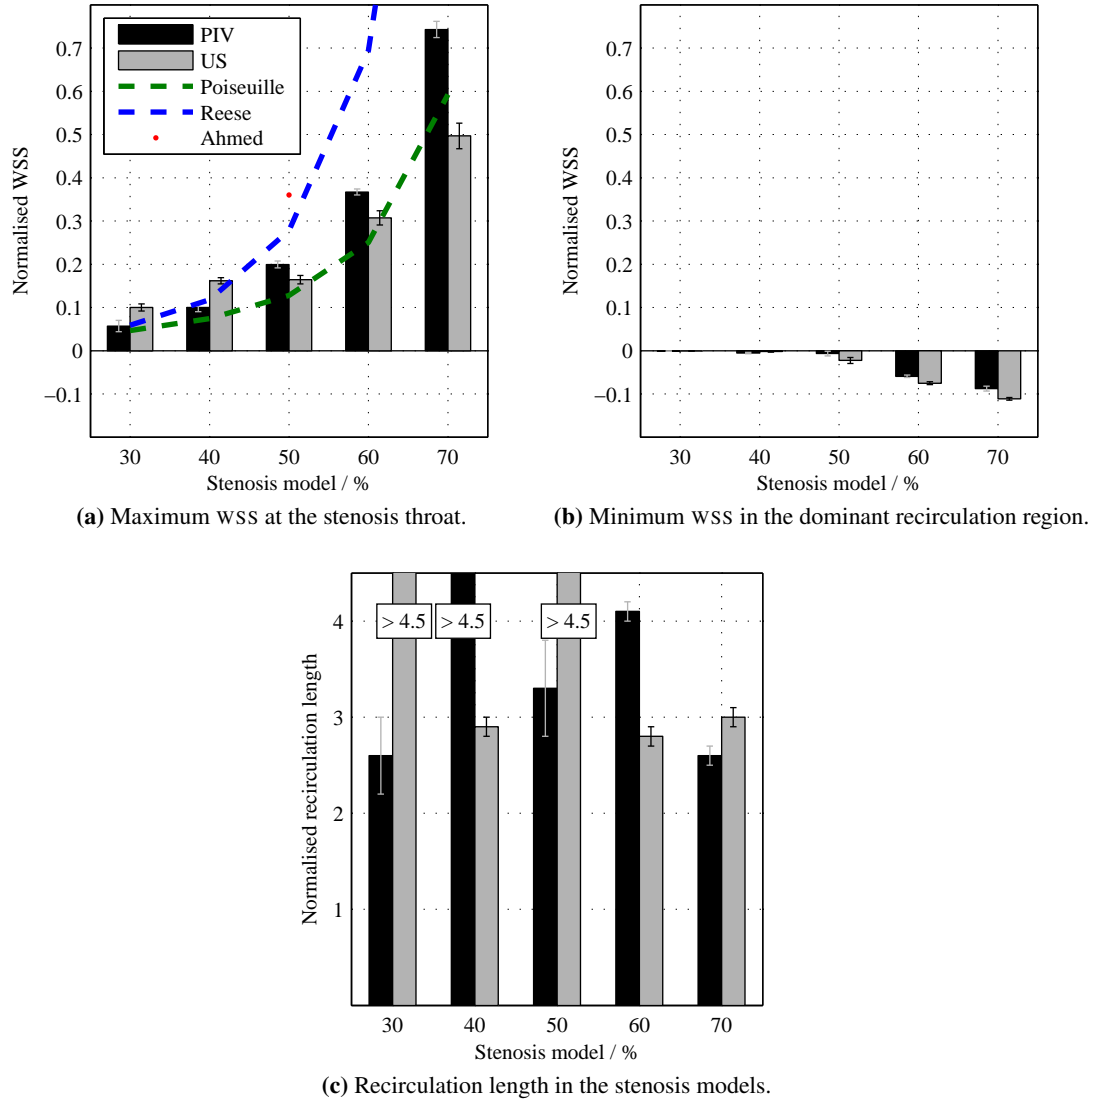 0.7
0.6
0.5
0.4
0.3
0.2
0.1
0
−0.1
Normalised WSS
PIV
US
Poiseuille
Reese
Ahmed
30 40 50 60 70
Stenosis model / %
(a) Maximum WSS at the stenosis throat.
0.7
0.6
0.5
0.4
0.3
0.2
0.1
0
−0.1
Normalised WSS
30 40 50 60 70
Stenosis model / %
(b) Minimum WSS in the dominant recirculation region.
4
3
2
1
Normalised recirculation length
> 4.5 > 4.5 > 4.5
30 40 50 60 70
Stenosis model / %
(c) Recirculation length in the stenosis models.